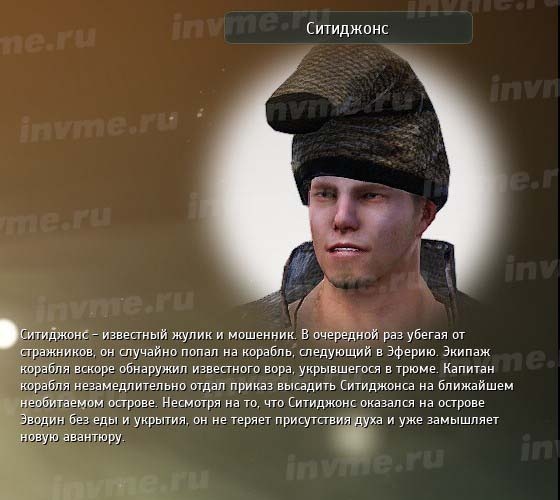 Ситиджонс
Ситиджонс – известный жулик и мошенник. В очередной раз убегая от
стражников, он случайно попал на корабль, следующий в Эферию. Экипаж
корабля вскоре обнаружил известного вора, укрывшегося в трюме. Капитан
корабля незамедлительно отдал приказ высадить Ситиджонса на ближайшем
необитаемом острове. Несмотря на то, что Ситиджонс оказался на острове
Эводин без еды и укрытия, он не теряет присутствия духа и уже замышляет
новую авантюру.
invme.ru